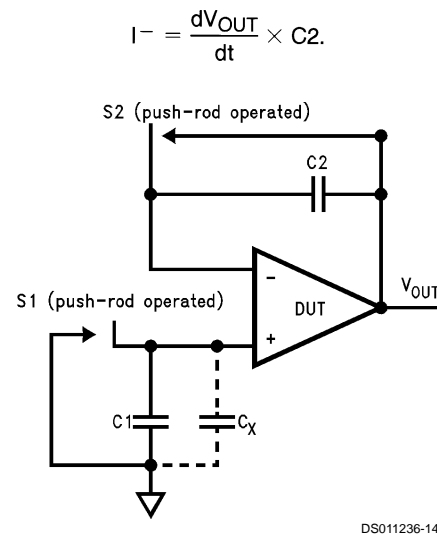 I⁻ = dV_OUT/dt × C2.
S2 (push-rod operated)
C2
-
DUT
V_OUT
S1 (push-rod operated)
+
C1
C_X
DS011236-14